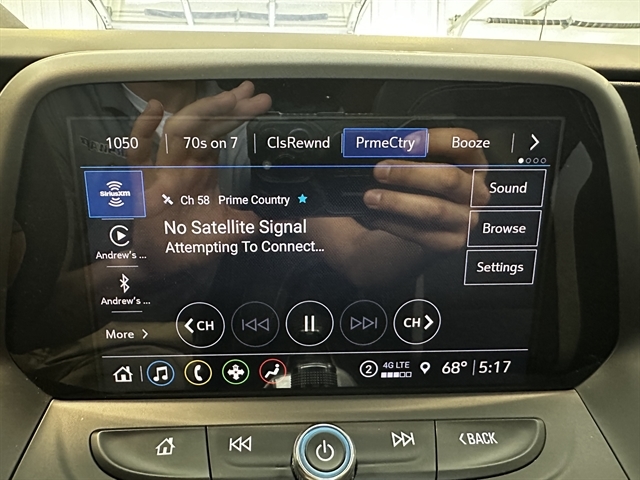 1050 70s on 7 ClsRewnd PrmeCtry Booze
SiriusXM
Ch 58 Prime Country
No Satellite Signal
Attempting To Connect...
Sound
Browse
Settings
Andrew's ...
Andrew's ...
More
CH CH
2 4G LTE 68° 5:17
BACK